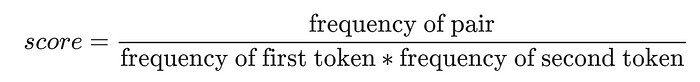 score = frequency of pair / frequency of first token * frequency of second token